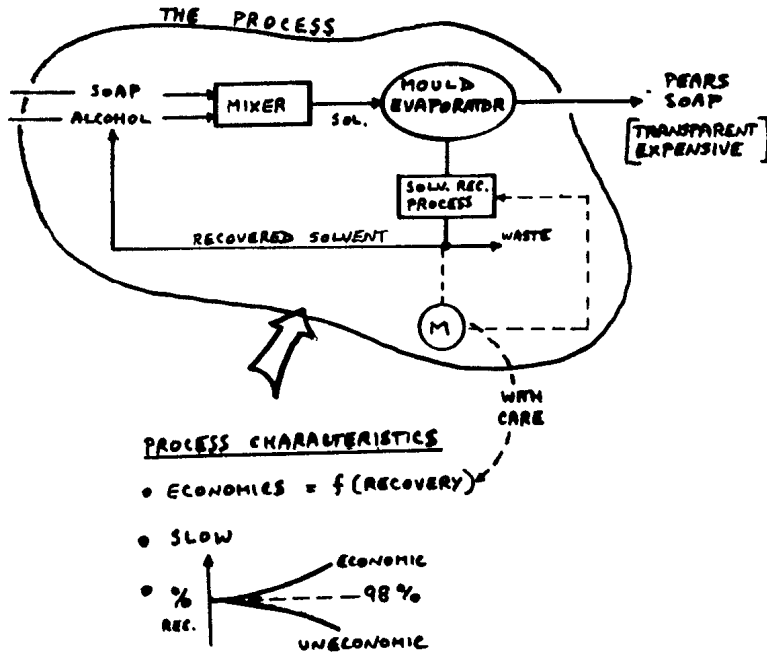 THE PROCESS
SOAP
ALCOHOL
MIXER
SOL.
MOULD
EVAPORATOR
PEARS
SOAP
[TRANSPARENT
EXPENSIVE]
SOLV. REC.
PROCESS
RECOVERED SOLVENT
WASTE
M
WITH
CARE
PROCESS CHARACTERISTICS
• ECONOMICS = f (RECOVERY)
• SLOW
ECONOMIC
• %
REC.
98%
UNECONOMIC